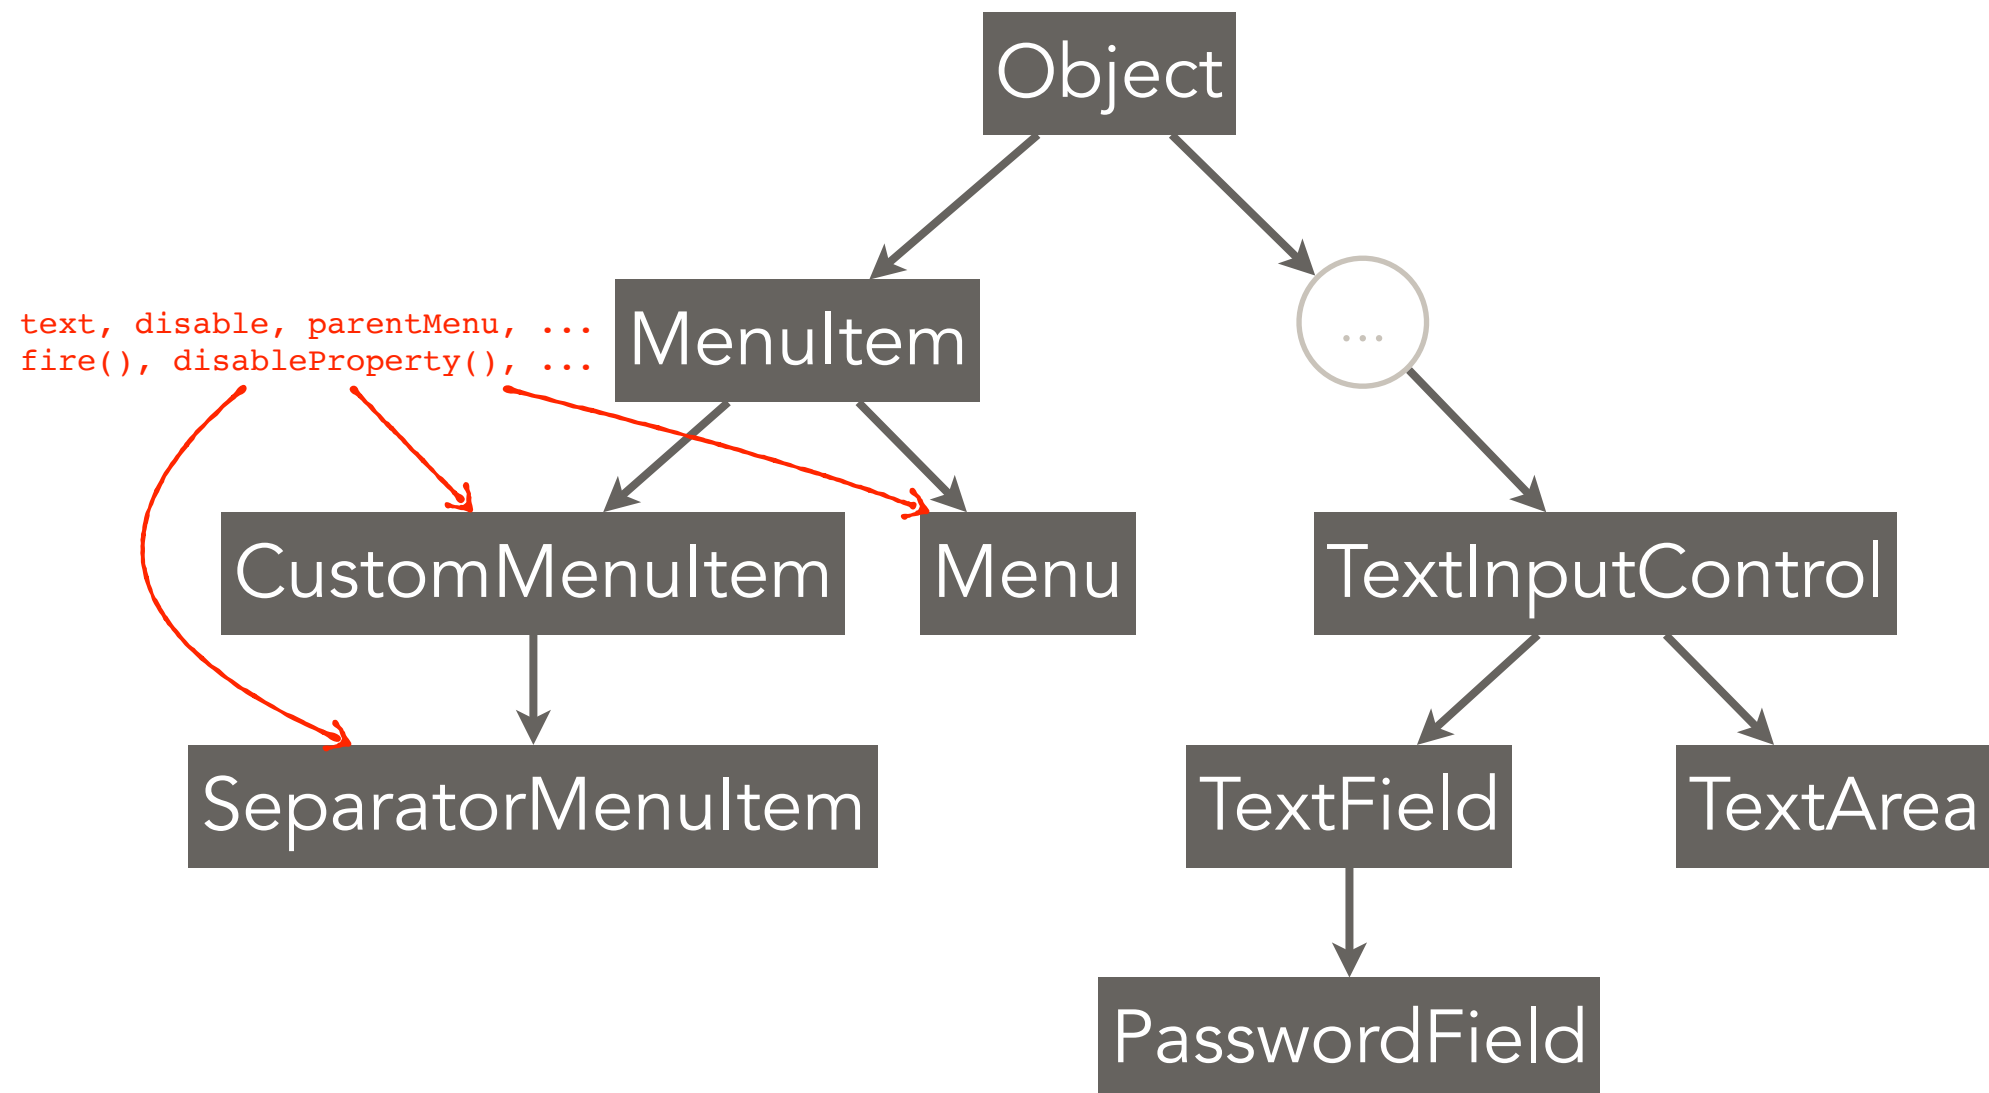 Object
text, disable, parentMenu, ...
fire(), disableProperty(), ...
MenuItem
...
CustomMenuItem
Menu
TextInputControl
SeparatorMenuItem
TextField
TextArea
PasswordField